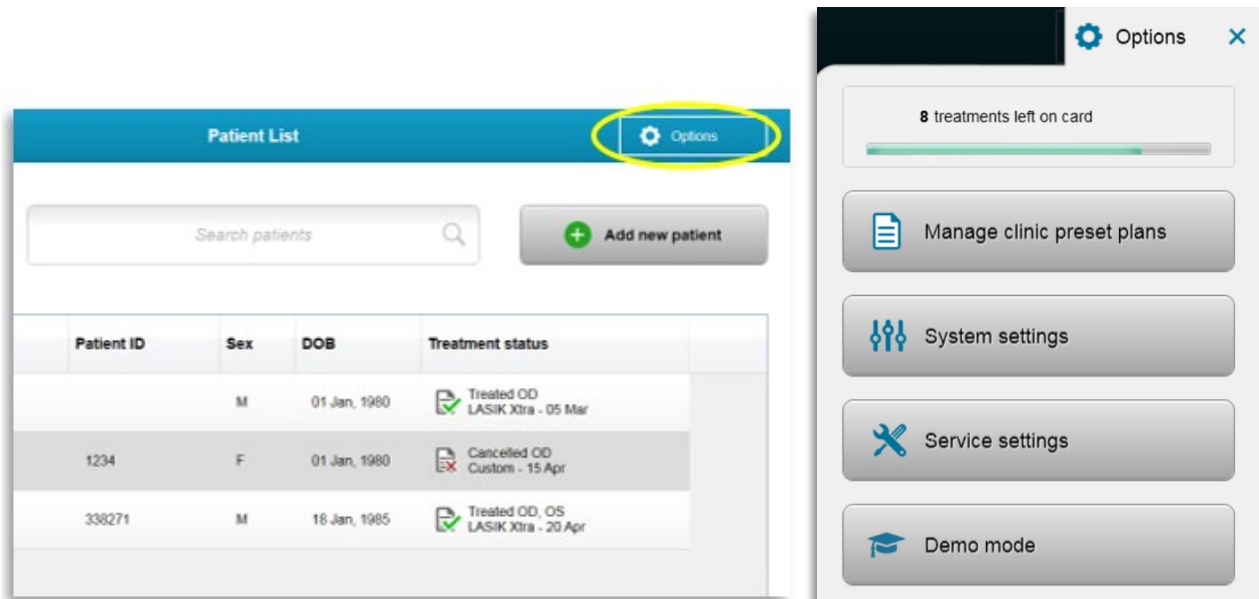 Patient List
Options
Search patients
Add new patient
Patient ID Sex DOB Treatment status
M 01 Jan, 1980 Treated OD
LASIK Xtra - 05 Mar
1234 F 01 Jan, 1980 Cancelled OD
Custom - 15 Apr
338271 M 18 Jan, 1985 Treated OD, OS
LASIK Xtra - 20 Apr
Options
8 treatments left on card
Manage clinic preset plans
System settings
Service settings
Demo mode